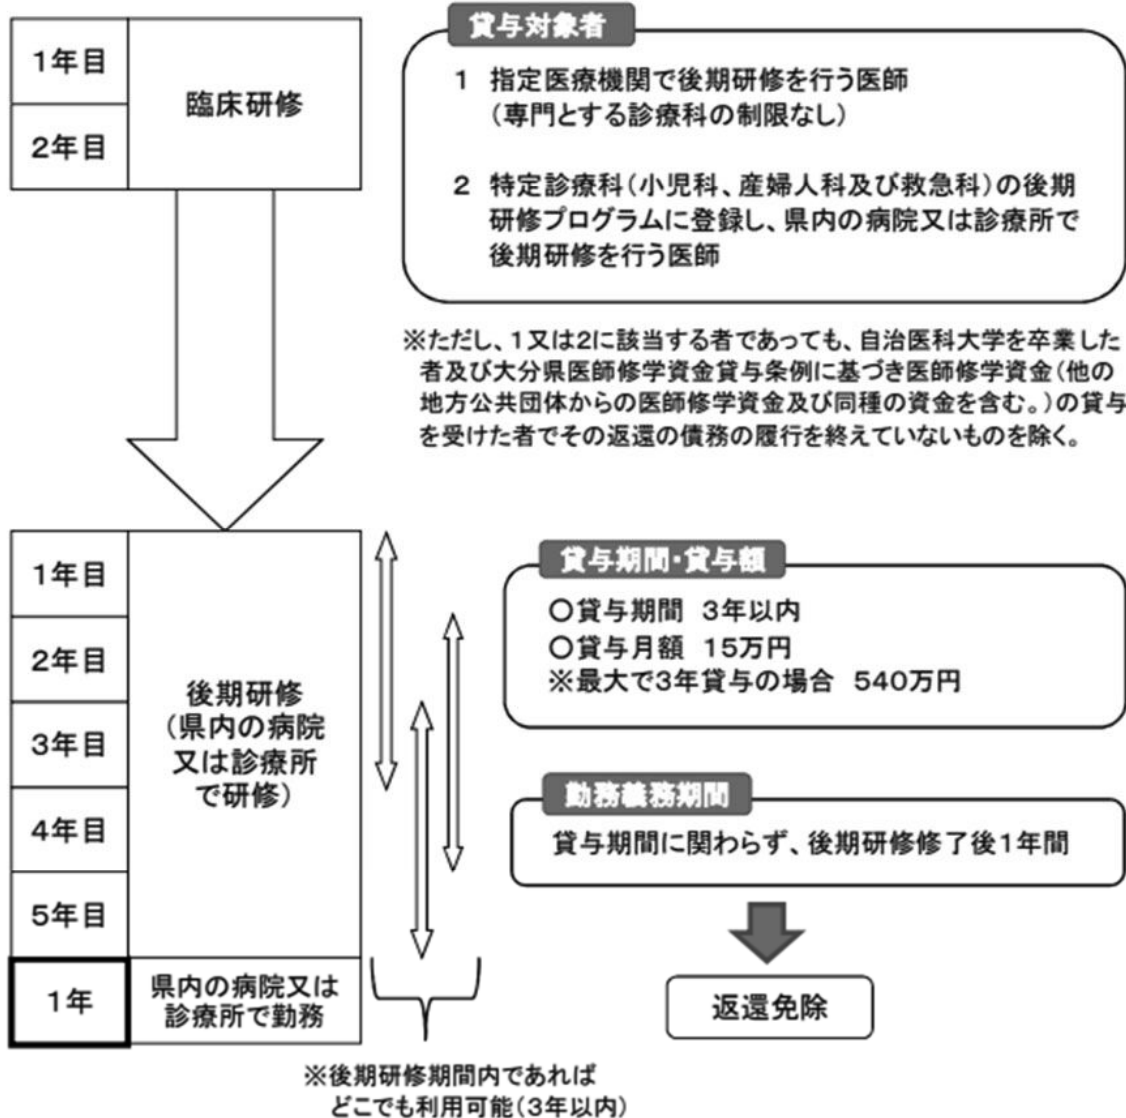 1年目
2年目
臨床研修
貸与対象者
1 指定医療機関で後期研修を行う医師
(専門とする診療科の制限なし)
2 特定診療科(小児科、産婦人科及び救急科)の後期
研修プログラムに登録し、県内の病院又は診療所で
後期研修を行う医師
※ただし、1又は2に該当する者であっても、自治医科大学を卒業した
者及び大分県医師修学資金貸与条例に基づき医師修学資金(他の
地方公共団体からの医師修学資金及び同種の資金を含む。)の貸与
を受けた者でその返還の債務の履行を終えていないものを除く。
1年目
2年目
3年目
4年目
5年目
後期研修
(県内の病院
又は診療所
で研修)
1年
県内の病院又は
診療所で勤務
貸与期間・貸与額
○貸与期間 3年以内
○貸与月額 15万円
※最大で3年貸与の場合 540万円
勤務義務期間
貸与期間に関わらず、後期研修修了後1年間
返還免除
※後期研修期間内であれば
どこでも利用可能(3年以内)